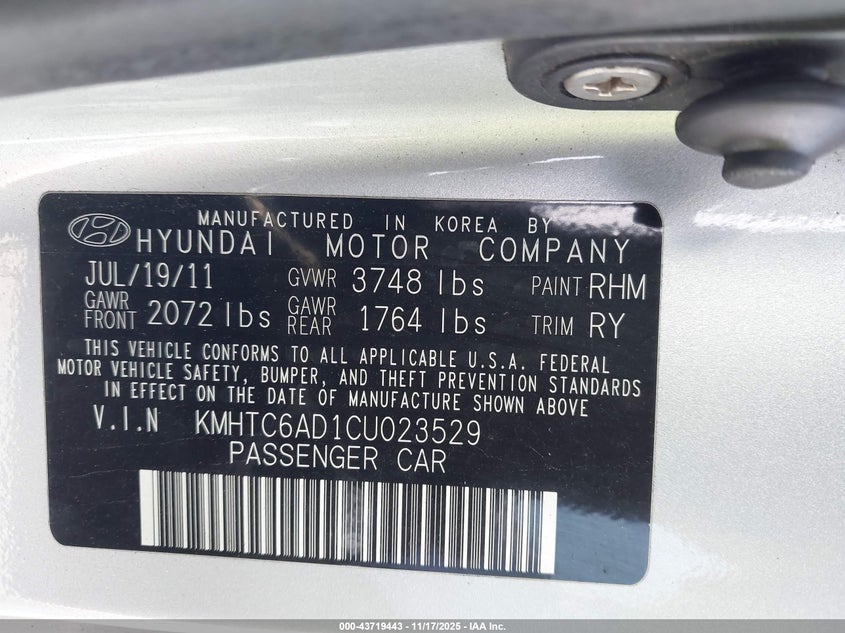 MANUFACTURED IN KOREA BY
HYUNDAI MOTOR COMPANY
JUL/19/11 GVWR 3748 lbs PAINT RHM
GAWR FRONT 2072 lbs GAWR REAR 1764 lbs TRIM RY
THIS VEHICLE CONFORMS TO ALL APPLICABLE U.S.A. FEDERAL
MOTOR VEHICLE SAFETY, BUMPER, AND THEFT PREVENTION STANDARDS
IN EFFECT ON THE DATE OF MANUFACTURE SHOWN ABOVE
V.I.N KMHTC6AD1CU023529
PASSENGER CAR
000-43719443 - 11/17/2025 - IAA Inc.